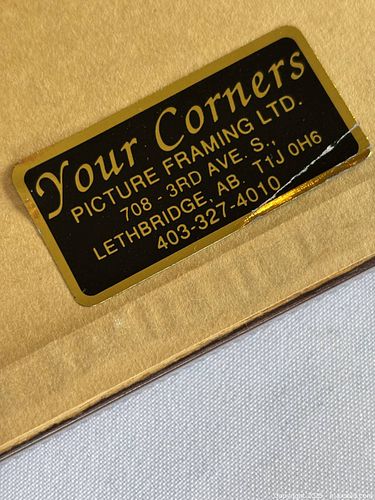 Your Corners
PICTURE FRAMING LTD.
708 - 3RD AVE. S.,
LETHBRIDGE, AB, T1J 0H6
403-327-4010